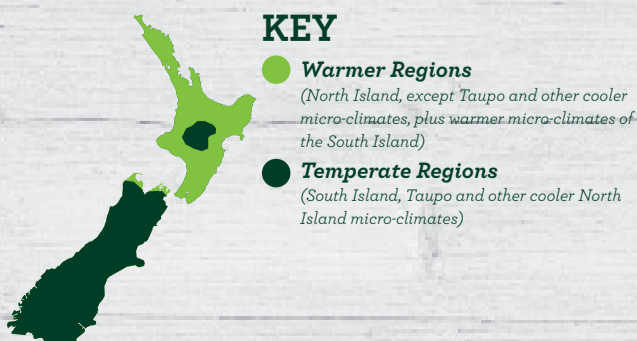 KEY
Warmer Regions
(North Island, except Taupo and other cooler
micro-climates, plus warmer micro-climates of
the South Island)
Temperate Regions
(South Island, Taupo and other cooler North
Island micro-climates)